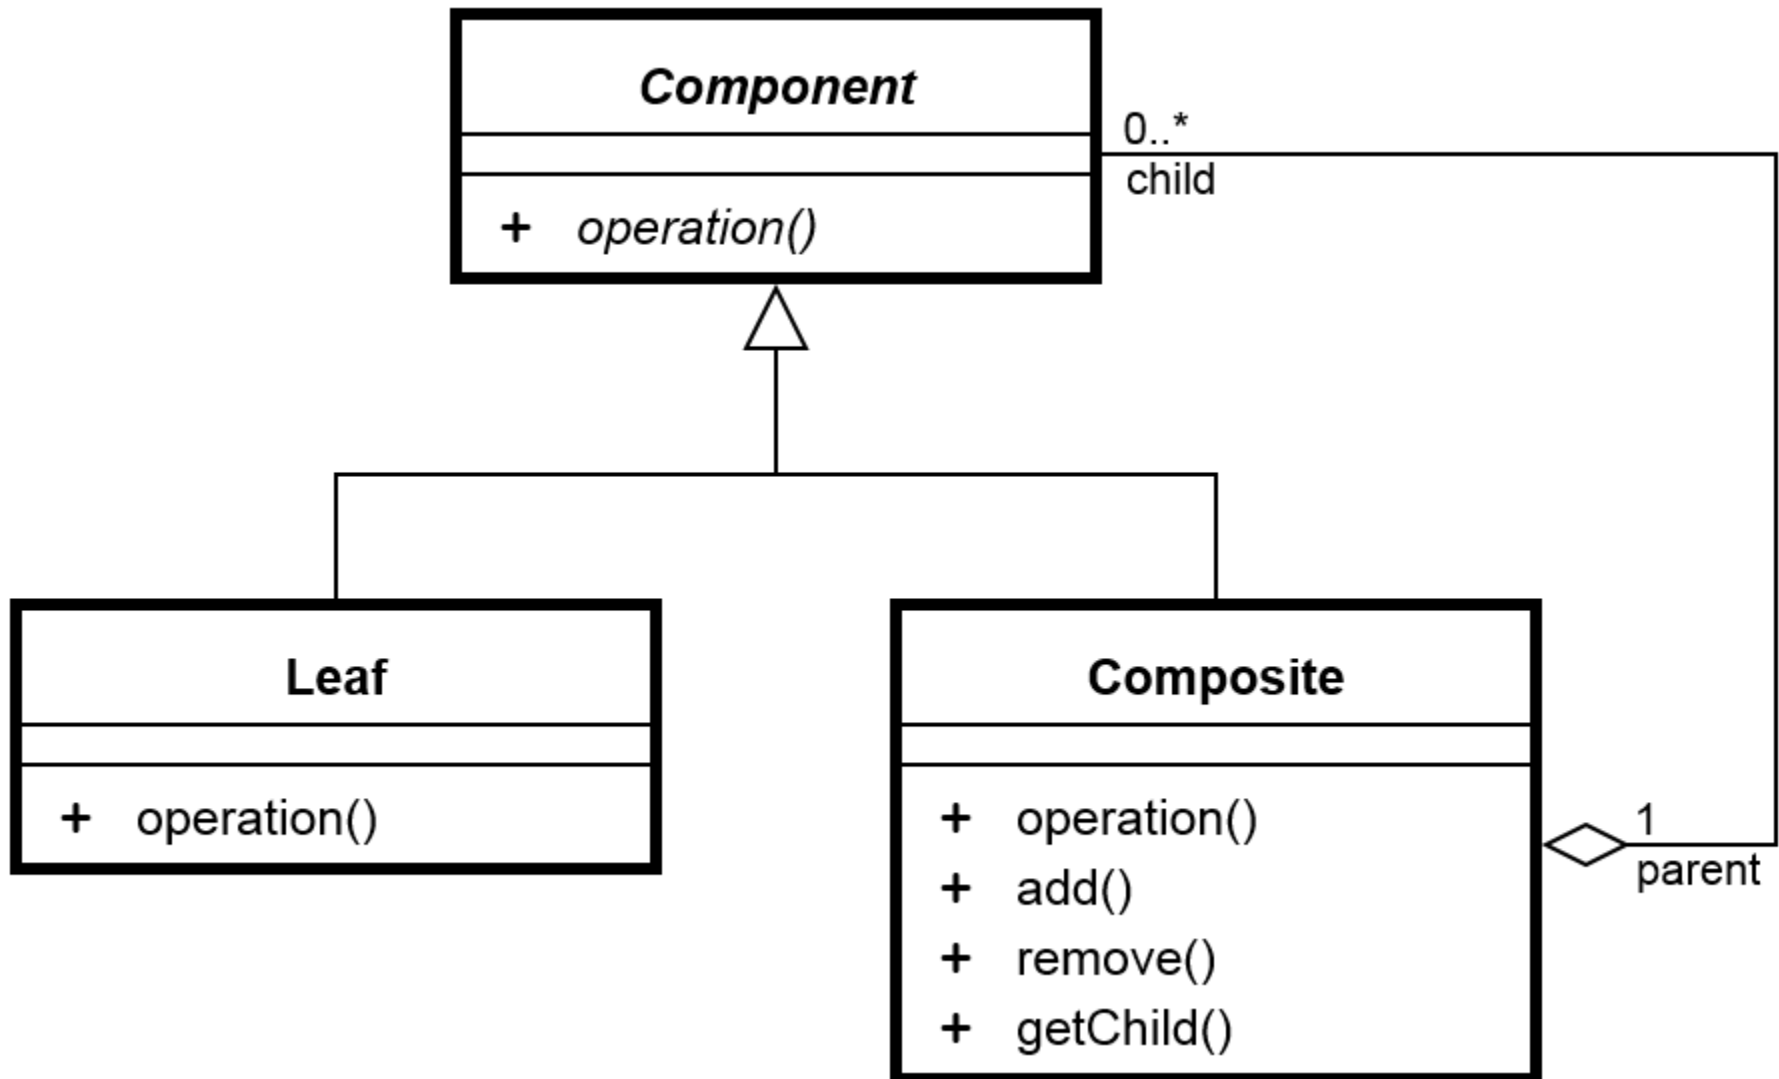 Component
+ operation()
0..*
child
Leaf
+ operation()
Composite
+ operation()
+ add()
+ remove()
+ getChild()
1
parent